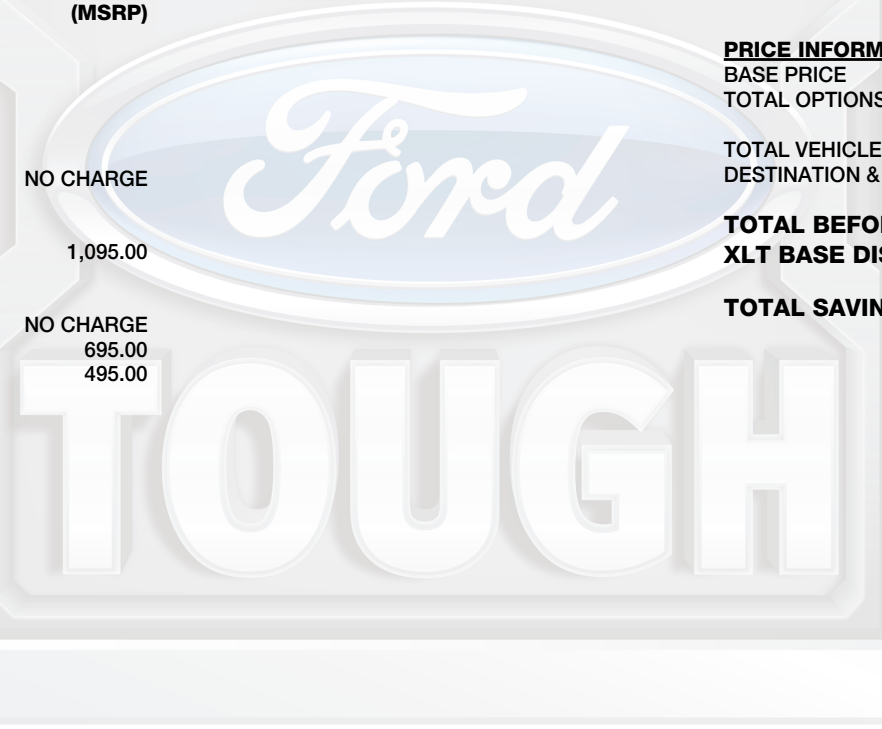 (MSRP)
NO CHARGE
1,095.00
NO CHARGE
695.00
495.00
PRICE INFORM
BASE PRICE
TOTAL OPTIONS
TOTAL VEHICLE
DESTINATION &
TOTAL BEFO
XLT BASE DIS
TOTAL SAVIN
Ford
TOUGH